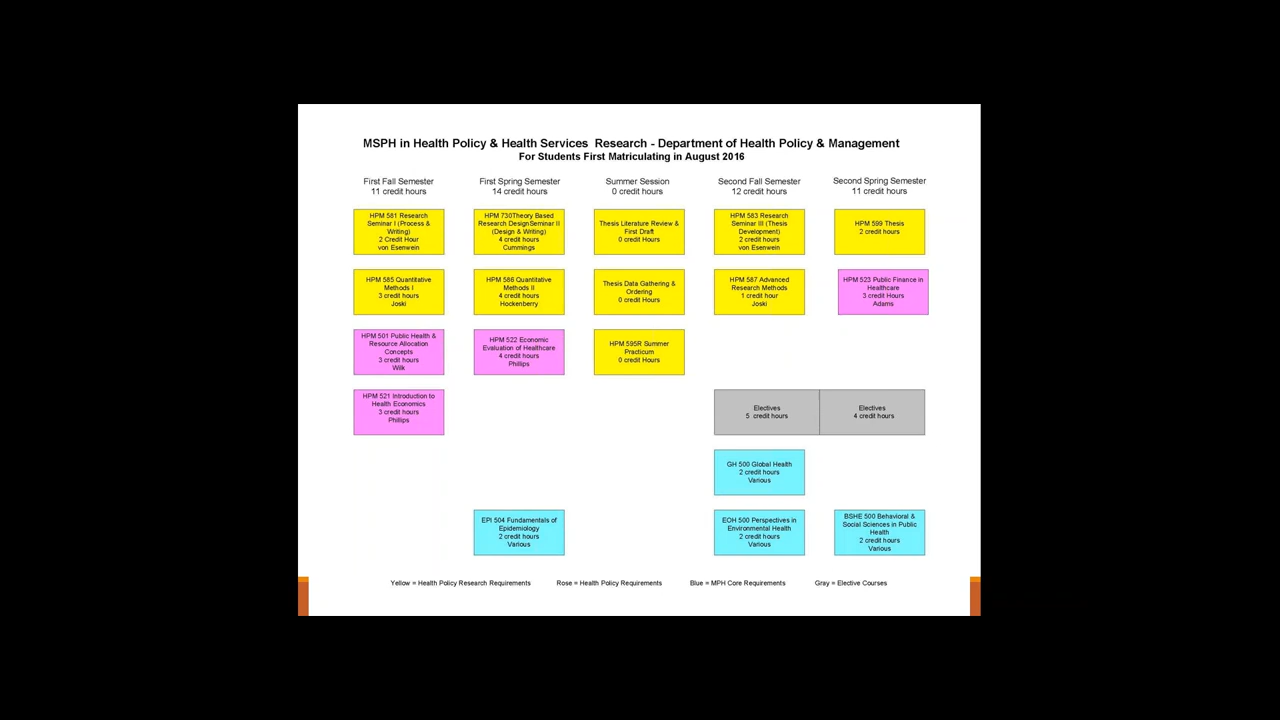 MSPH in Health Policy & Health Services Research - Department of Health Policy & Management
For Students First Matriculating in August 2016
First Fall Semester
11 credit hours
First Spring Semester
14 credit hours
Summer Session
0 credit hours
Second Fall Semester
12 credit hours
Second Spring Semester
11 credit hours
HPM 581 Research
Seminar I (Process &
Writing)
2 Credit Hour
von Esenwein
HPM 730Theory Based
Research DesignSeminar II
(Design & Writing)
4 credit hours
Cummings
Thesis Literature Review &
First Draft
0 credit Hours
HPM 583 Research
Seminar III (Thesis
Development)
2 credit hours
von Esenwein
HPM 599 Thesis
2 credit hours
HPM 585 Quantitative
Methods I
3 credit hours
Joski
HPM 586 Quantitative
Methods II
4 credit hours
Hockenberry
Thesis Data Gathering &
Ordering
0 credit Hours
HPM 587 Advanced
Research Methods
1 credit hour
Joski
HPM 523 Public Finance in
Healthcare
3 credit Hours
Adams
HPM 501 Public Health &
Resource Allocation
Concepts
3 credit hours
Wilk
HPM 522 Economic
Evaluation of Healthcare
4 credit hours
Phillips
HPM 595R Summer
Practicum
0 credit Hours
HPM 521 Introduction to
Health Economics
3 credit hours
Phillips
Electives
5 credit hours
Electives
4 credit hours
GH 500 Global Health
2 credit hours
Various
EPI 504 Fundamentals of
Epidemiology
2 credit hours
Various
EOH 500 Perspectives in
Environmental Health
2 credit hours
Various
BSHE 500 Behavioral &
Social Sciences in Public
Health
2 credit hours
Various
Yellow = Health Policy Research Requirements
Rose = Health Policy Requirements
Blue = MPH Core Requirements
Gray = Elective Courses